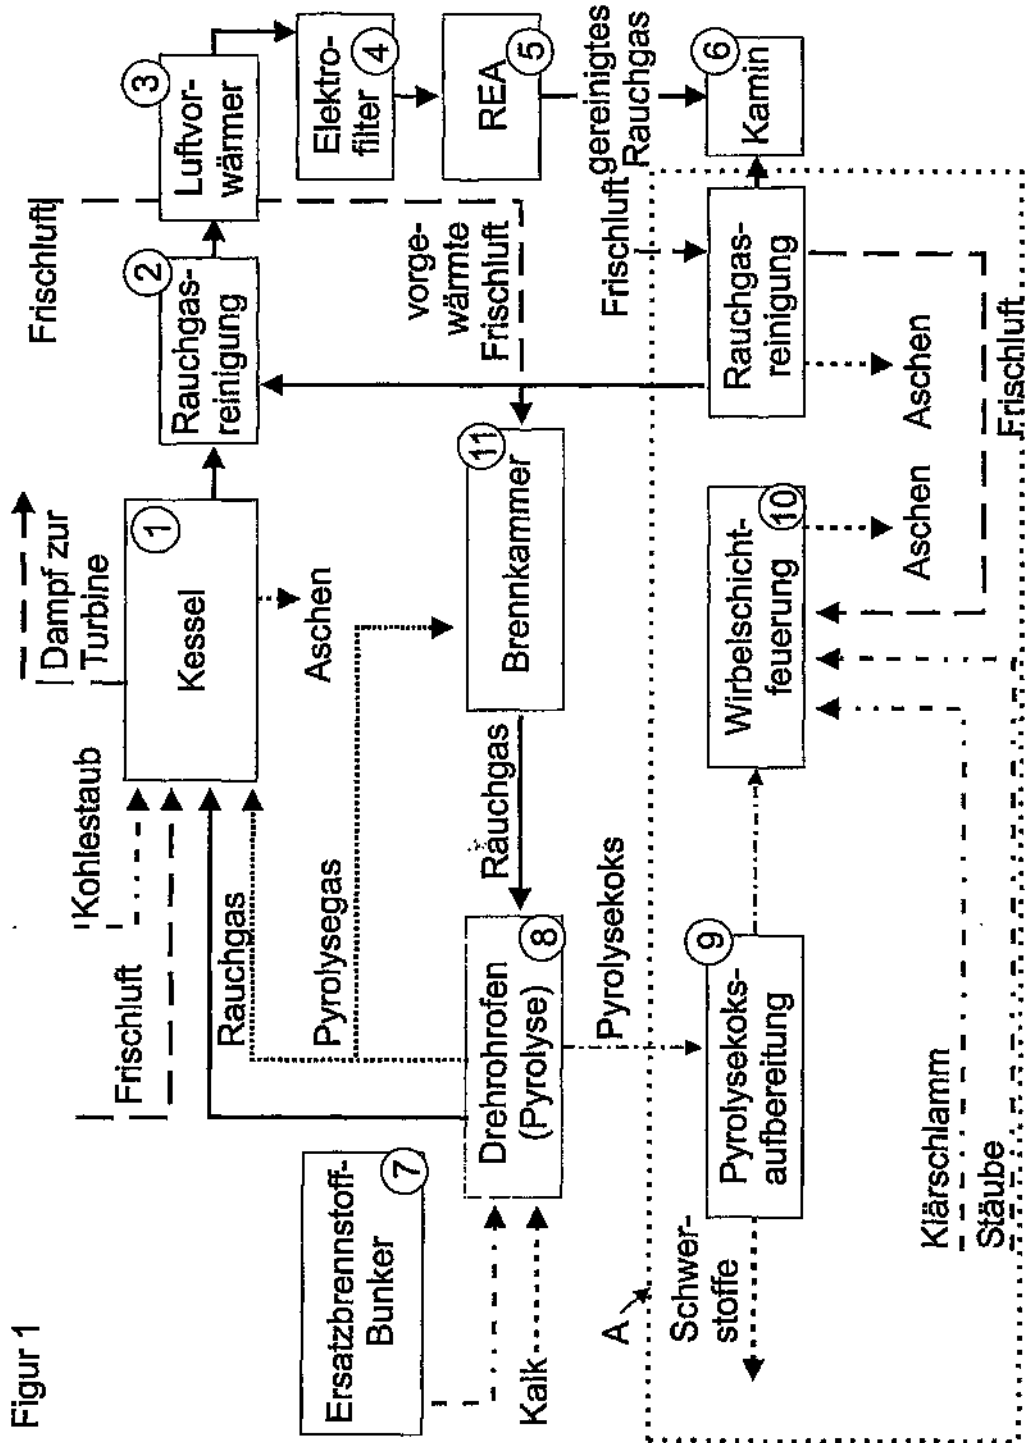 Figur 1
Kohlestaub
Frischluft
Dampf zur
Turbine
Frischluft
Kessel
1
Rauchgas-
reinigung
2
Luftvor-
wärmer
3
Rauchgas
Aschen
Elektro-
filter
4
Ersatzbrennstoff-
Bunker
7
Pyrolysegas
vorge-
wärmte
Frischluft
REA
5
Drehrohrofen
(Pyrolyse)
8
Rauchgas
Brennkammer
11
Kalk
Pyrolysekoks
Frischluft
gereinigtes
Rauchgas
A
Schwer-
stoffe
Pyrolysekoks-
aufbereitung
9
Wirbelschicht-
feuerung
10
Rauchgas-
reinigung
Kamin
6
Aschen
Aschen
Klärschlamm
Stäube
Frischluft